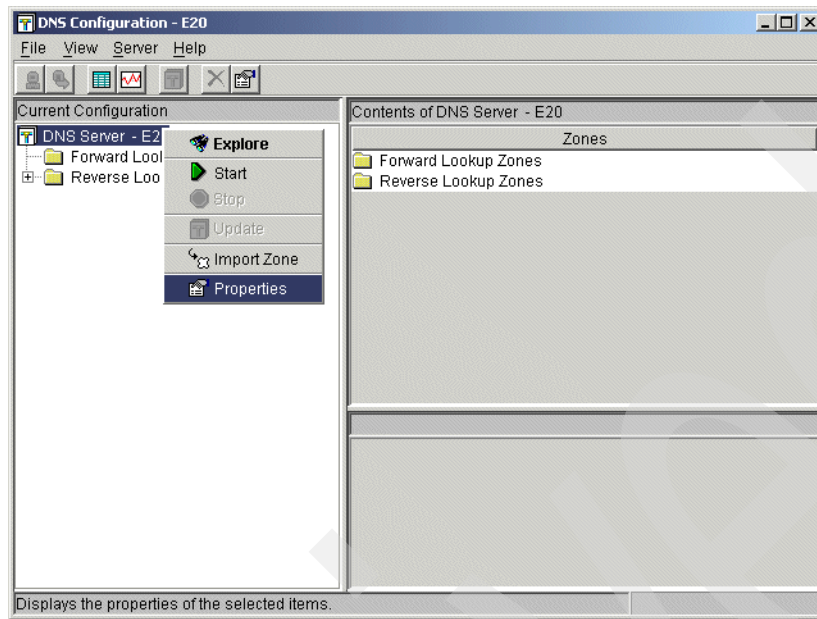 DNS Configuration - E20
File View Server Help
Current Configuration
DNS Server - E2
Forward Lool
Reverse Loo
Explore
Start
Stop
Update
Import Zone
Properties
Contents of DNS Server - E20
Zones
Forward Lookup Zones
Reverse Lookup Zones
Displays the properties of the selected items.